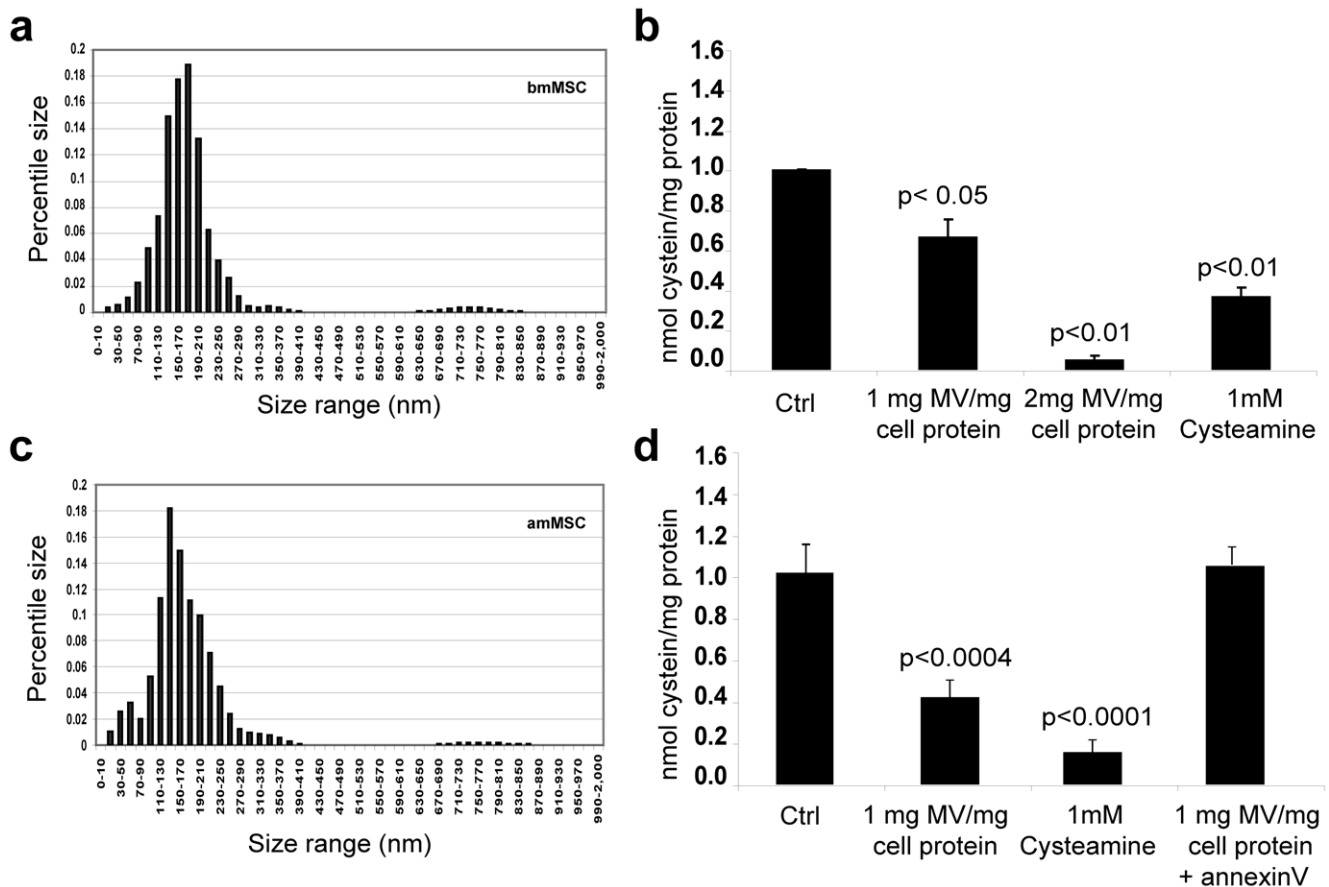 a
0.2
0.18
0.16
0.14
0.12
0.1
0.08
0.06
0.04
0.02
0
Percentile size
bmMSC
0-10
30-50
70-90
110-130
150-170
190-210
230-250
270-290
310-330
350-370
390-410
430-450
470-490
510-530
550-570
590-610
630-650
670-690
710-730
750-770
790-810
830-850
870-890
910-930
950-970
990-2,000
Size range (nm)
b
1.6
1.4
1.2
1.0
0.8
0.6
0.4
0.2
0.0
nmol cystein/mg protein
p< 0.05
p<0.01
p<0.01
Ctrl
1 mg MV/mg
cell protein
2mg MV/mg
cell protein
1mM
Cysteamine
c
0.2
0.18
0.16
0.14
0.12
0.1
0.08
0.06
0.04
0.02
0
Percentile size
amMSC
0-10
30-50
70-90
110-130
150-170
190-210
230-250
270-290
310-330
350-370
390-410
430-450
470-490
510-530
550-570
590-610
630-650
670-690
710-730
750-770
790-810
830-850
870-890
910-930
950-970
990-2,000
Size range (nm)
d
1.6
1.4
1.2
1.0
0.8
0.6
0.4
0.2
0.0
nmol cystein/mg protein
p<0.0004
p<0.0001
Ctrl
1 mg MV/mg
cell protein
1mM
Cysteamine
1 mg MV/mg
cell protein
+ annexinV